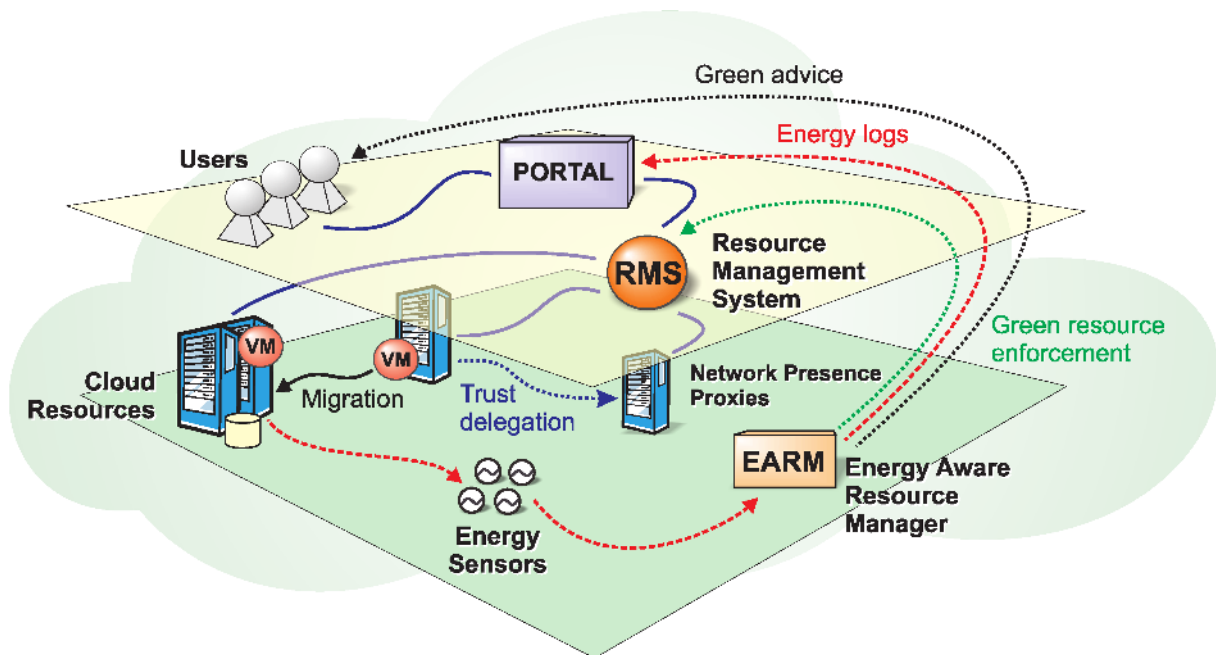 Green advice
Energy logs
Users
PORTAL
RMS
Resource
Management
System
VM
VM
Green resource
enforcement
Cloud
Resources
Migration
Trust
delegation
Network Presence
Proxies
EARM
Energy Aware
Resource
Manager
Energy
Sensors